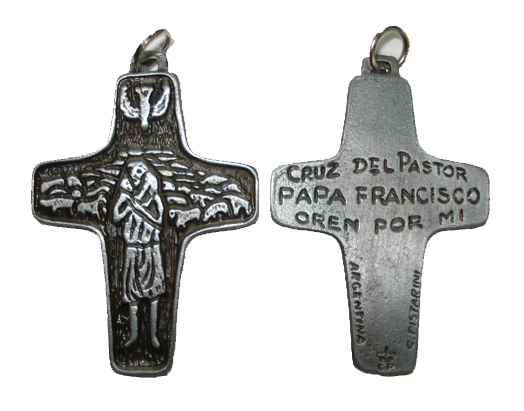 CRUZ DEL PASTOR
PAPA FRANCISCO
OREN POR MI
ARGENTINA
G. PISTARINI